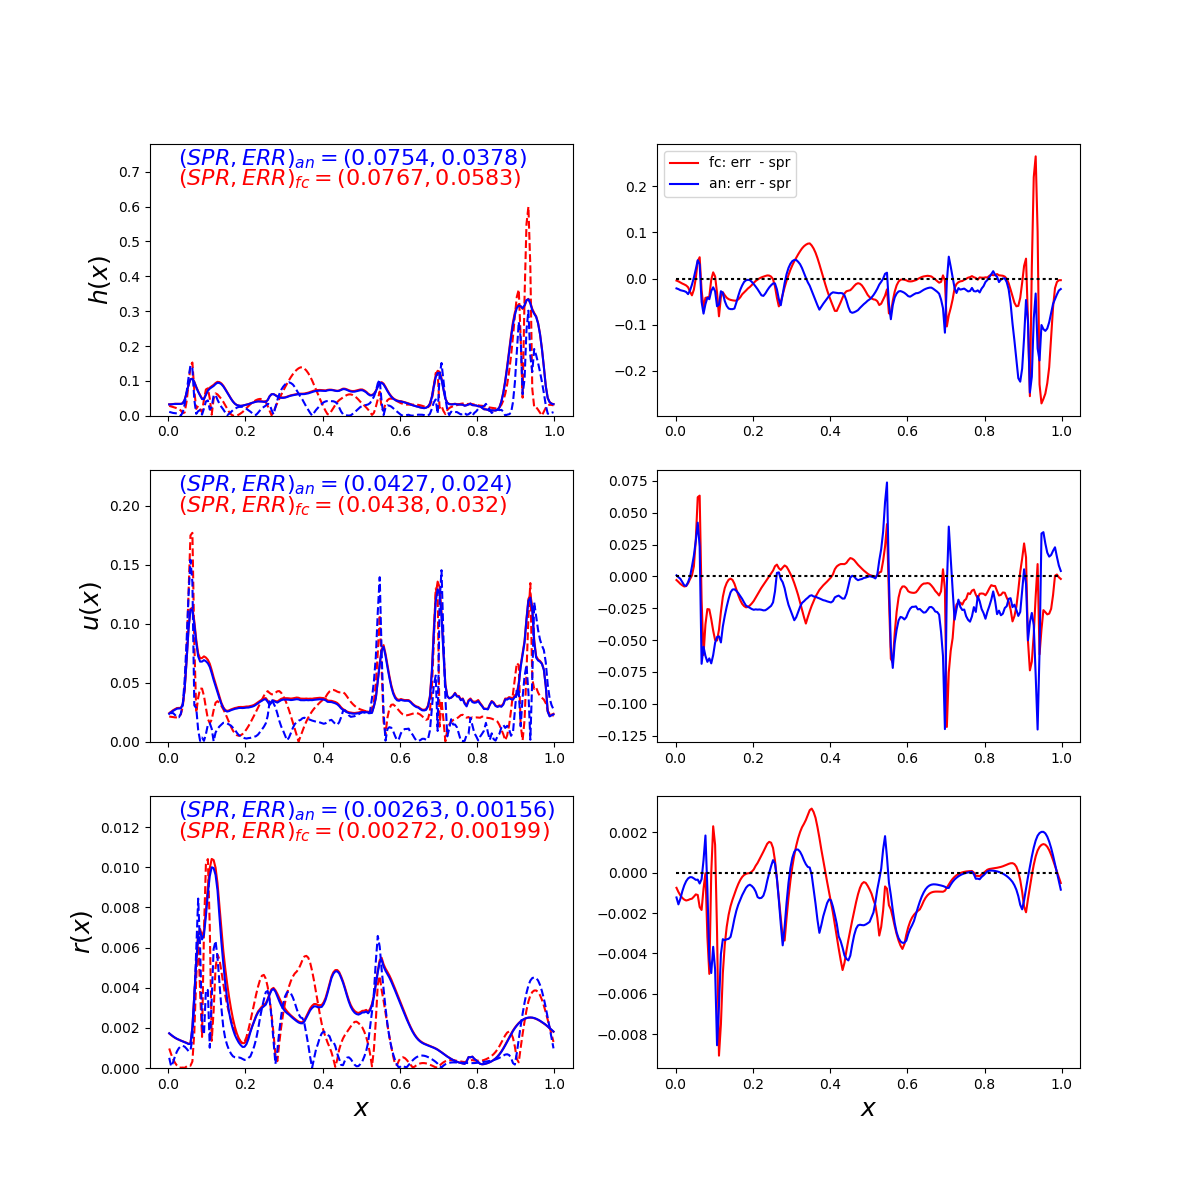 (SPR, ERR)an = (0.0754, 0.0378)
(SPR, ERR)fc = (0.0767, 0.0583)
h(x)
0.7
0.6
0.5
0.4
0.3
0.2
0.1
0.0
0.0 0.2 0.4 0.6 0.8 1.0
fc: err - spr
an: err - spr
0.2
0.1
0.0
−0.1
−0.2
0.0 0.2 0.4 0.6 0.8 1.0
(SPR, ERR)an = (0.0427, 0.024)
(SPR, ERR)fc = (0.0438, 0.032)
u(x)
0.20
0.15
0.10
0.05
0.00
0.0 0.2 0.4 0.6 0.8 1.0
0.075
0.050
0.025
0.000
−0.025
−0.050
−0.075
−0.100
−0.125
0.0 0.2 0.4 0.6 0.8 1.0
(SPR, ERR)an = (0.00263, 0.00156)
(SPR, ERR)fc = (0.00272, 0.00199)
r(x)
0.012
0.010
0.008
0.006
0.004
0.002
0.000
0.0 0.2 0.4 0.6 0.8 1.0
x
0.002
0.000
−0.002
−0.004
−0.006
−0.008
0.0 0.2 0.4 0.6 0.8 1.0
x